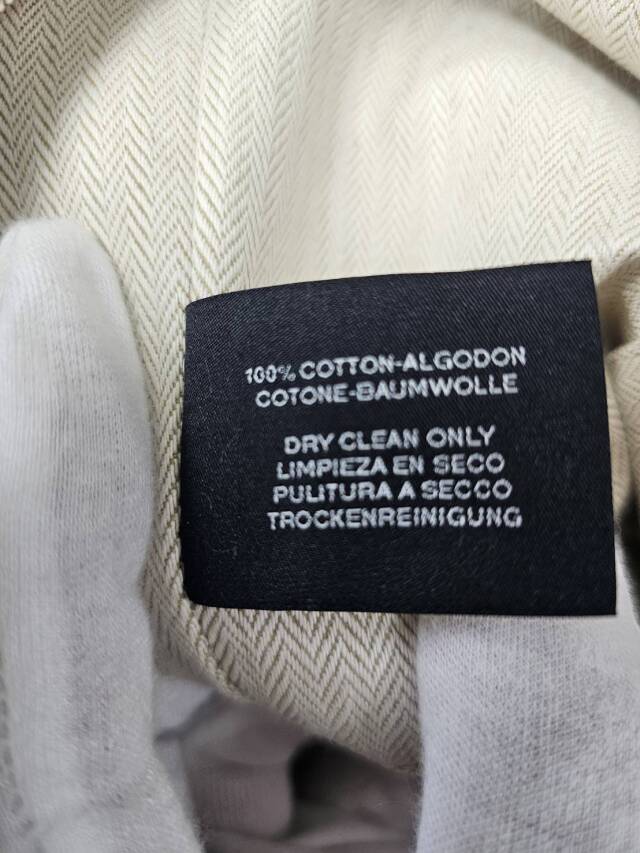 100% COTTON-ALGODON
COTONE-BAUMWOLLE
DRY CLEAN ONLY
LIMPIEZA EN SECO
PULITURA A SECCO
TROCKENREINIGUNG